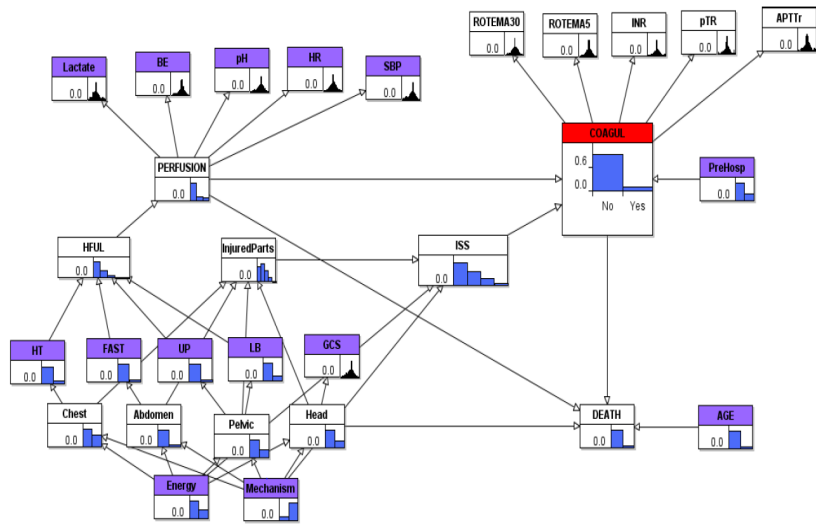 ROTEMA30
0.0
ROTEMA5
0.0
INR
0.0
pTR
0.0
APTTr
0.0
Lactate
0.0
BE
0.0
pH
0.0
HR
0.0
SBP
0.0
COAGUL
0.6
0.0
No Yes
PERFUSION
0.0
PreHosp
0.0
HFUL
0.0
InjuredParts
0.0
ISS
0.0
HT
0.0
FAST
0.0
UP
0.0
LB
0.0
GCS
0.0
Chest
0.0
Abdomen
0.0
Pelvic
0.0
Head
0.0
DEATH
0.0
AGE
0.0
Energy
0.0
Mechanism
0.0